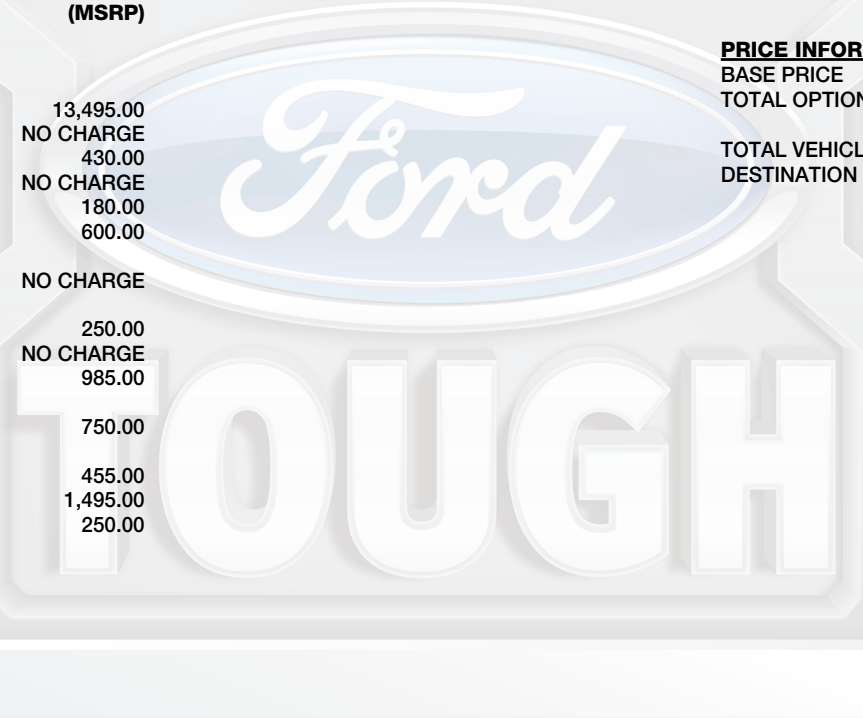 (MSRP)
13,495.00
NO CHARGE
430.00
NO CHARGE
180.00
600.00
NO CHARGE
250.00
NO CHARGE
985.00
750.00
455.00
1,495.00
250.00
PRICE INFOR
BASE PRICE
TOTAL OPTION
TOTAL VEHICL
DESTINATION
Ford
TOUGH